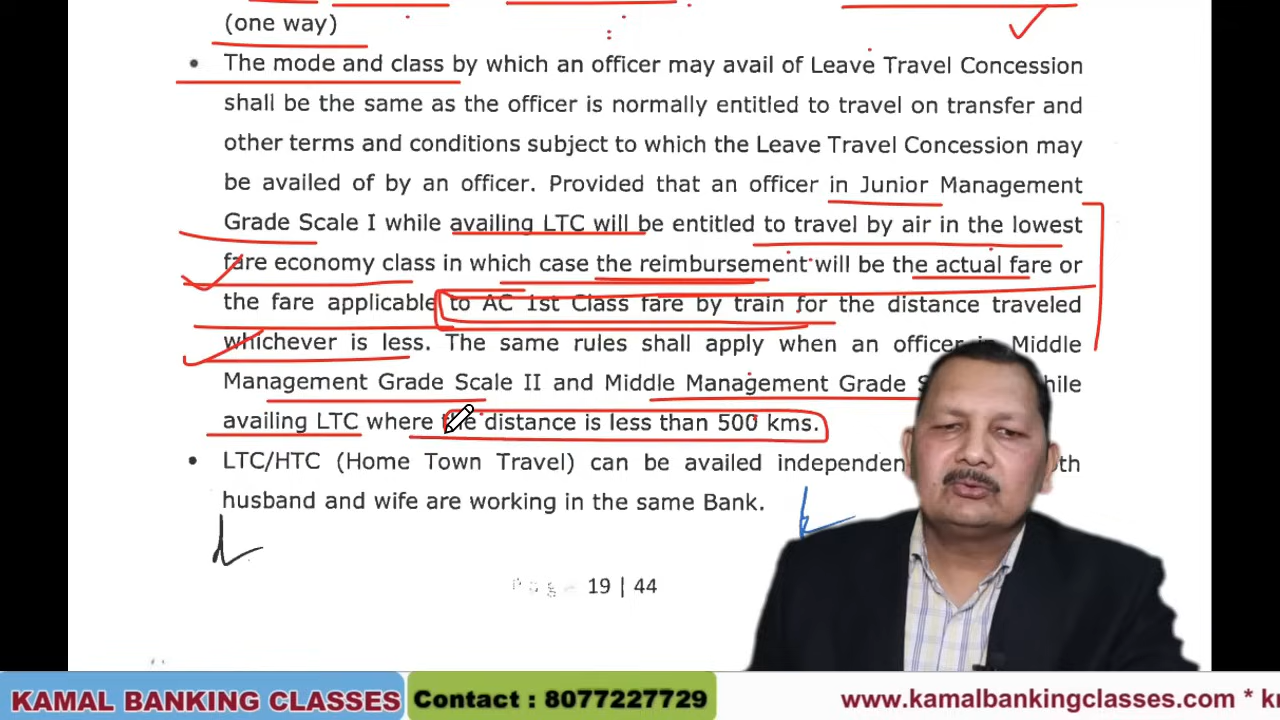 (one way)
• The mode and class by which an officer may avail of Leave Travel Concession
shall be the same as the officer is normally entitled to travel on transfer and
other terms and conditions subject to which the Leave Travel Concession may
be availed of by an officer. Provided that an officer in Junior Management
Grade Scale I while availing LTC will be entitled to travel by air in the lowest
fare economy class in which case the reimbursement will be the actual fare or
the fare applicable to AC 1st Class fare by train for the distance traveled
whichever is less. The same rules shall apply when an officer Middle
Management Grade Scale II and Middle Management Grade
availing LTC where the distance is less than 500 kms.
• LTC/HTC (Home Town Travel) can be availed
husband and wife are working in the same Bank.
19 | 44
KAMAL BANKING CLASSES
Contact : 8077227729
www.kamalbankingclasses.com *